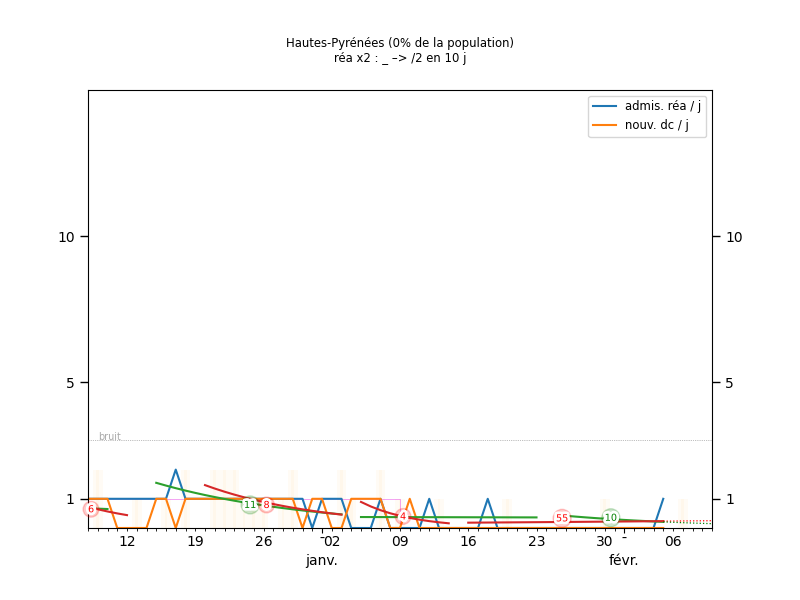 Hautes-Pyrénées (0% de la population)
réa x2 : _ –> /2 en 10 j
admis. réa / j
nouv. dc / j
10 10
5 5
bruit
1 1
6 11 8 4 55 10
12 19 26 02 09 16 23 30 06
janv. févr.